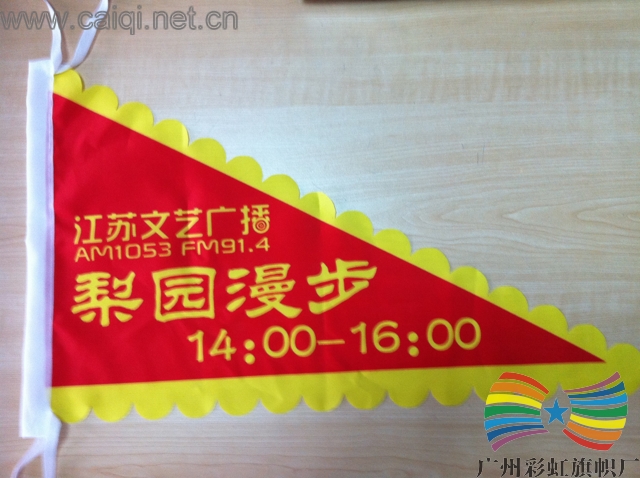 www.caiqi.net.cn
江苏文艺广播
AM1053 FM91.4
梨园漫步
14:00-16:00
广州彩虹旗帜厂